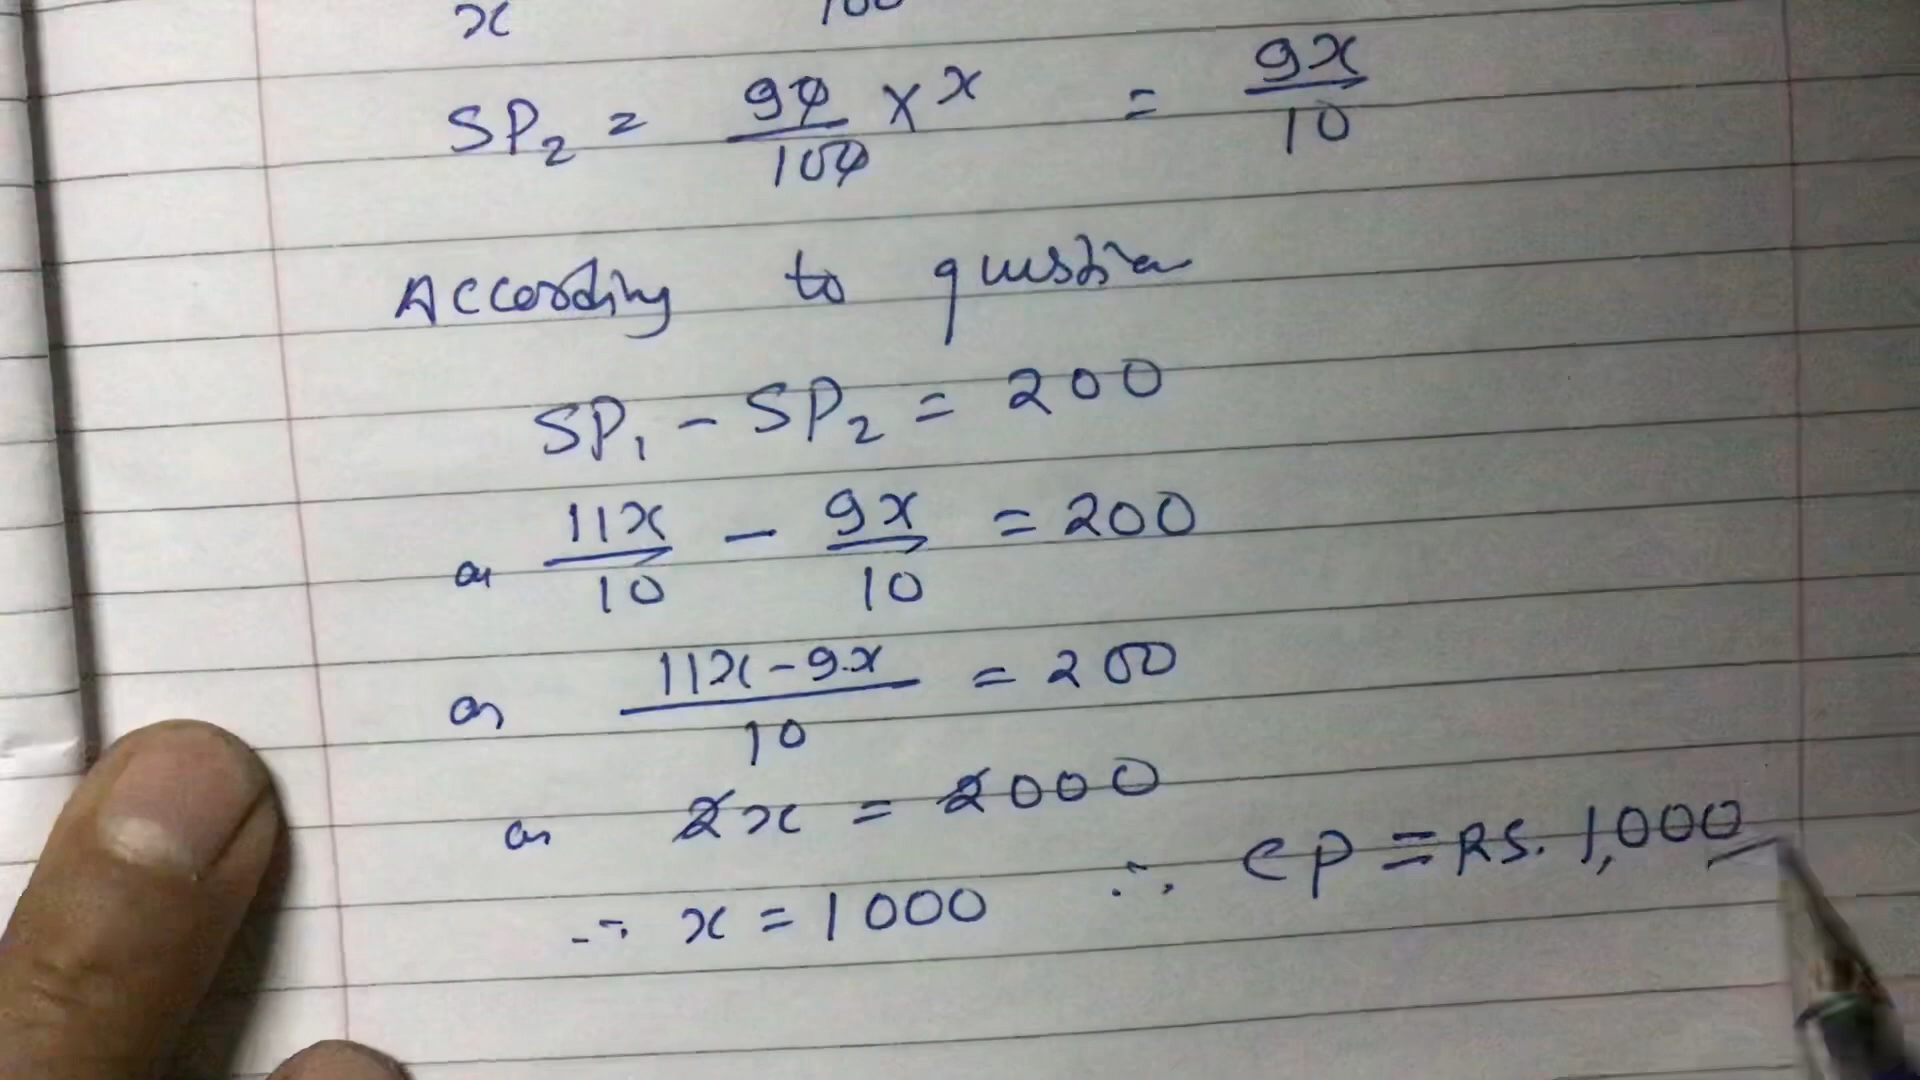 x 100
SP₂ = 90/100 × x = 9x/10
According to question
SP₁ - SP₂ = 200
or 11x/10 - 9x/10 = 200
or 11x-9x/10 = 200
or 2x = 2000
∴ x = 1000 ∴ CP = RS. 1,000